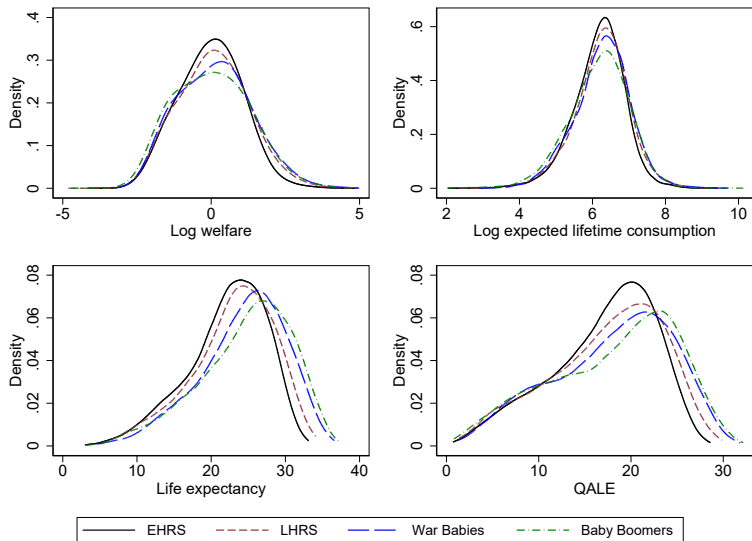 .4
.3
.2
.1
0
Density
-5 0 5
Log welfare
.6
.4
.2
0
Density
2 4 6 8 10
Log expected lifetime consumption
.08
.06
.04
.02
0
Density
0 10 20 30 40
Life expectancy
.08
.06
.04
.02
0
Density
0 10 20 30
QALE
EHRS LHRS War Babies Baby Boomers